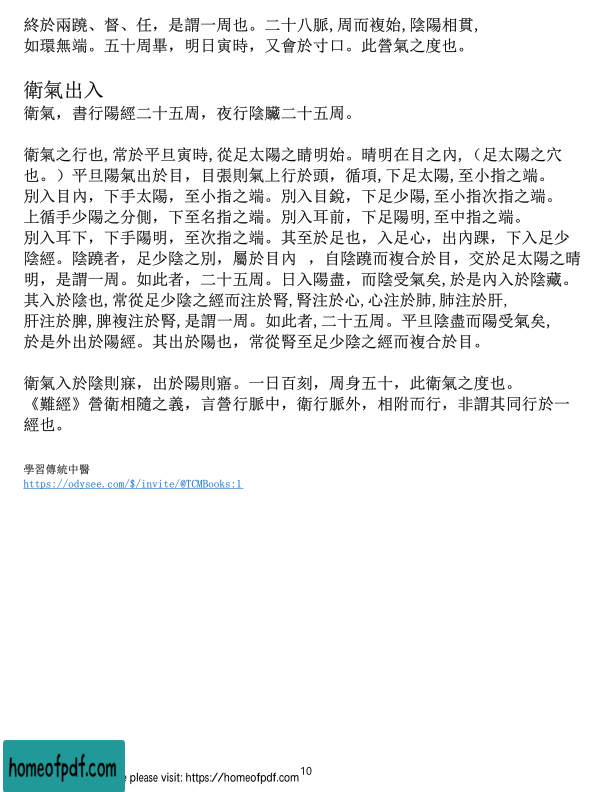 終於兩蹺、督、任，是謂一周也。二十八脈,周而複始,陰陽相貫,
如環無端。五十周畢，明日寅時，又會於寸口。此營氣之度也。
衛氣出入
衛氣，晝行陽經二十五周，夜行陰臟二十五周。
衛氣之行也,常於平旦寅時,從足太陽之睛明始。睛明在目之內,（足太陽之穴
也。）平旦陽氣出於目，目張則氣上行於頭，循項,下足太陽,至小指之端。
別入目內，下手太陽，至小指之端。別入目銳，下足少陽,至小指次指之端。
上循手少陽之分側，下至名指之端。別入耳前，下足陽明,至中指之端。
別入耳下，下手陽明，至次指之端。其至於足也，入足心，出內踝，下入足少
陰經。陰蹺者，足少陰之別，屬於目內 ，自陰蹺而複合於目，交於足太陽之睛
明，是謂一周。如此者，二十五周。日入陽盡，而陰受氣矣,於是內入於陰藏。
其入於陰也,常從足少陰之經而注於腎,腎注於心,心注於肺,肺注於肝,
肝注於脾,脾複注於腎,是謂一周。如此者,二十五周。平旦陰盡而陽受氣矣,
於是外出於陽經。其出於陽也，常從腎至足少陰之經而複合於目。
衛氣入於陰則寐，出於陽則寤。一日百刻，周身五十，此衛氣之度也。
《難經》營衛相隨之義，言營行脈中，衛行脈外，相附而行，非謂其同行於一
經也。
學習傳統中醫
https://odysee.com/$/invite/@TCMBooks:1
homeofpdf.com
please visit: https://homeofpdf.com
10